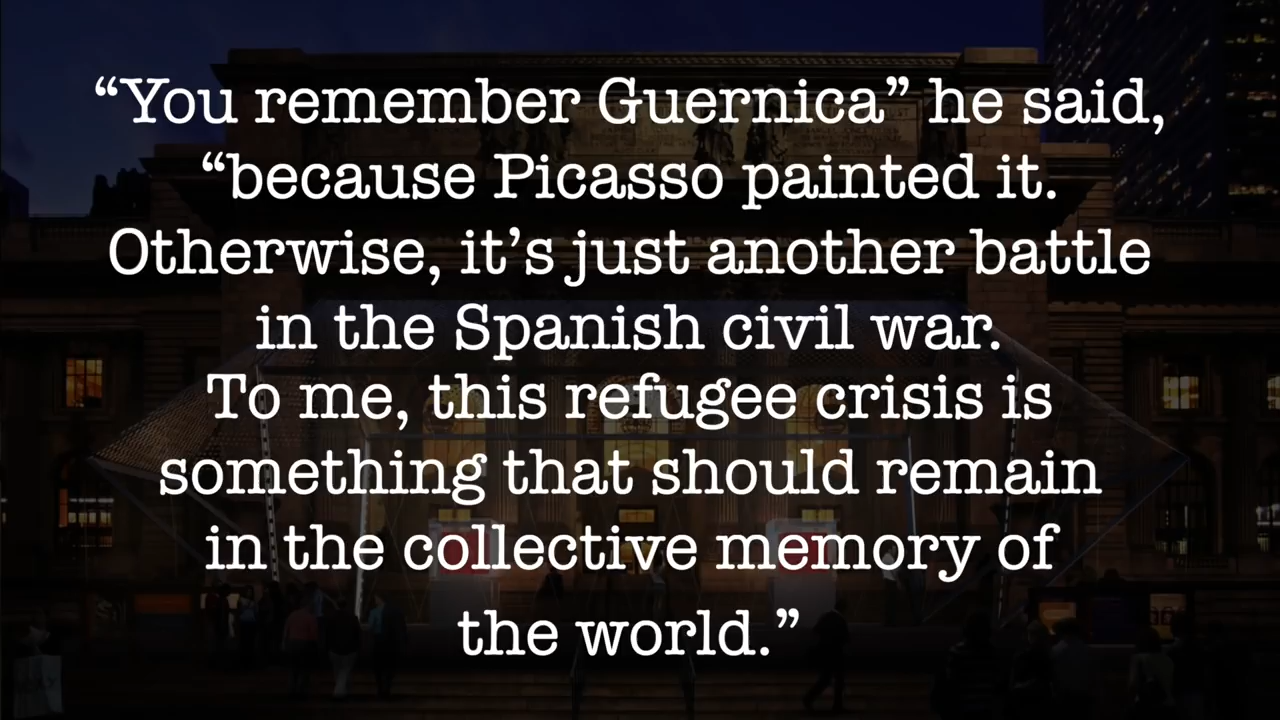 “You remember Guernica” he said,
“because Picasso painted it.
Otherwise, it’s just another battle
in the Spanish civil war.
To me, this refugee crisis is
something that should remain
in the collective memory of
the world.”